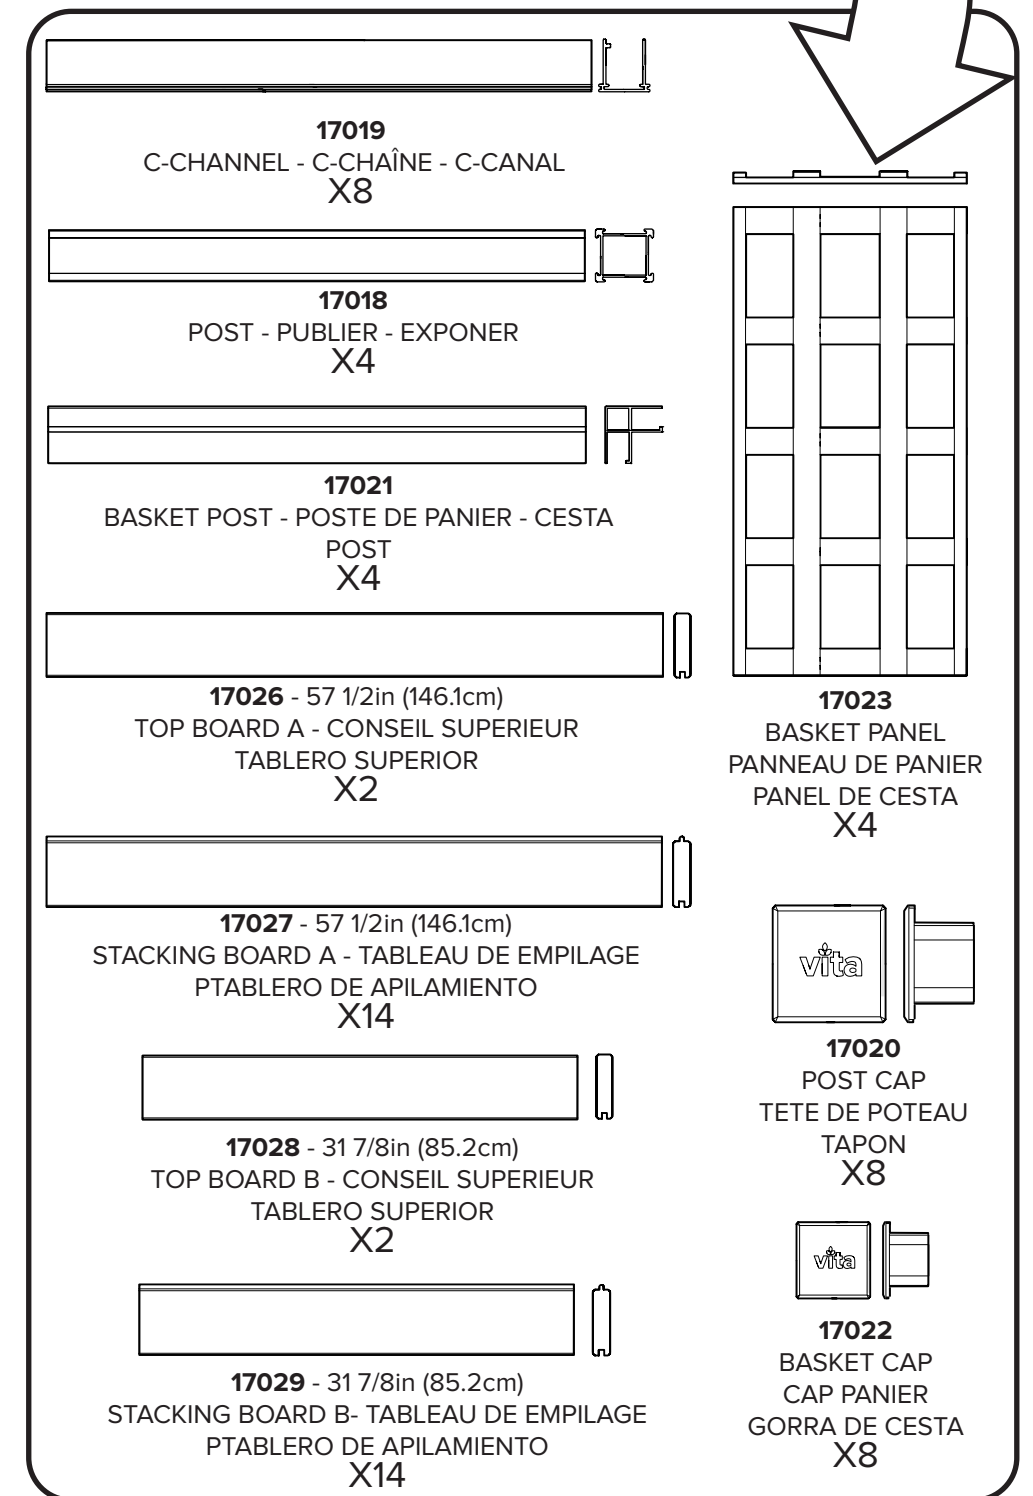 17019
C-CHANNEL - C-CHAÎNE - C-CANAL
X8
17018
POST - PUBLIER - EXPONER
X4
17021
BASKET POST - POSTE DE PANIER - CESTA
POST
X4
17026 - 57 1/2in (146.1cm)
TOP BOARD A - CONSEIL SUPERIEUR
TABLERO SUPERIOR
X2
17027 - 57 1/2in (146.1cm)
STACKING BOARD A - TABLEAU DE EMPILAGE
PTABLERO DE APILAMIENTO
X14
17028 - 31 7/8in (85.2cm)
TOP BOARD B - CONSEIL SUPERIEUR
TABLERO SUPERIOR
X2
17029 - 31 7/8in (85.2cm)
STACKING BOARD B- TABLEAU DE EMPILAGE
PTABLERO DE APILAMIENTO
X14
17023
BASKET PANEL
PANNEAU DE PANIER
PANEL DE CESTA
X4
vita
17020
POST CAP
TETE DE POTEAU
TAPON
X8
vita
17022
BASKET CAP
CAP PANIER
GORRA DE CESTA
X8